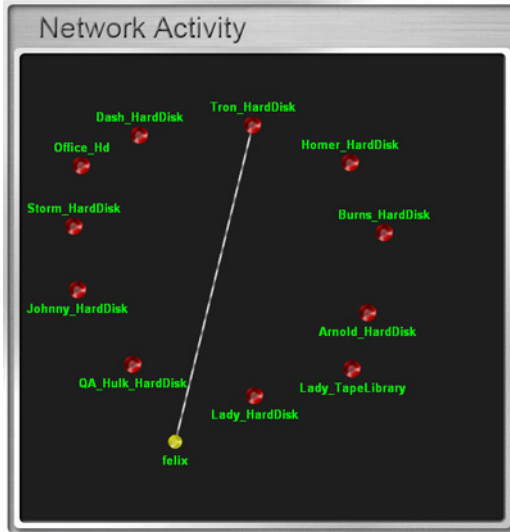 Network Activity
Tron_HardDisk
Dash_HardDisk
Homer_HardDisk
Office_Hd
Storm_HardDisk
Burns_HardDisk
Johnny_HardDisk
Arnold_HardDisk
QA_Hulk_HardDisk
Lady_TapeLibrary
Lady_HardDisk
felix